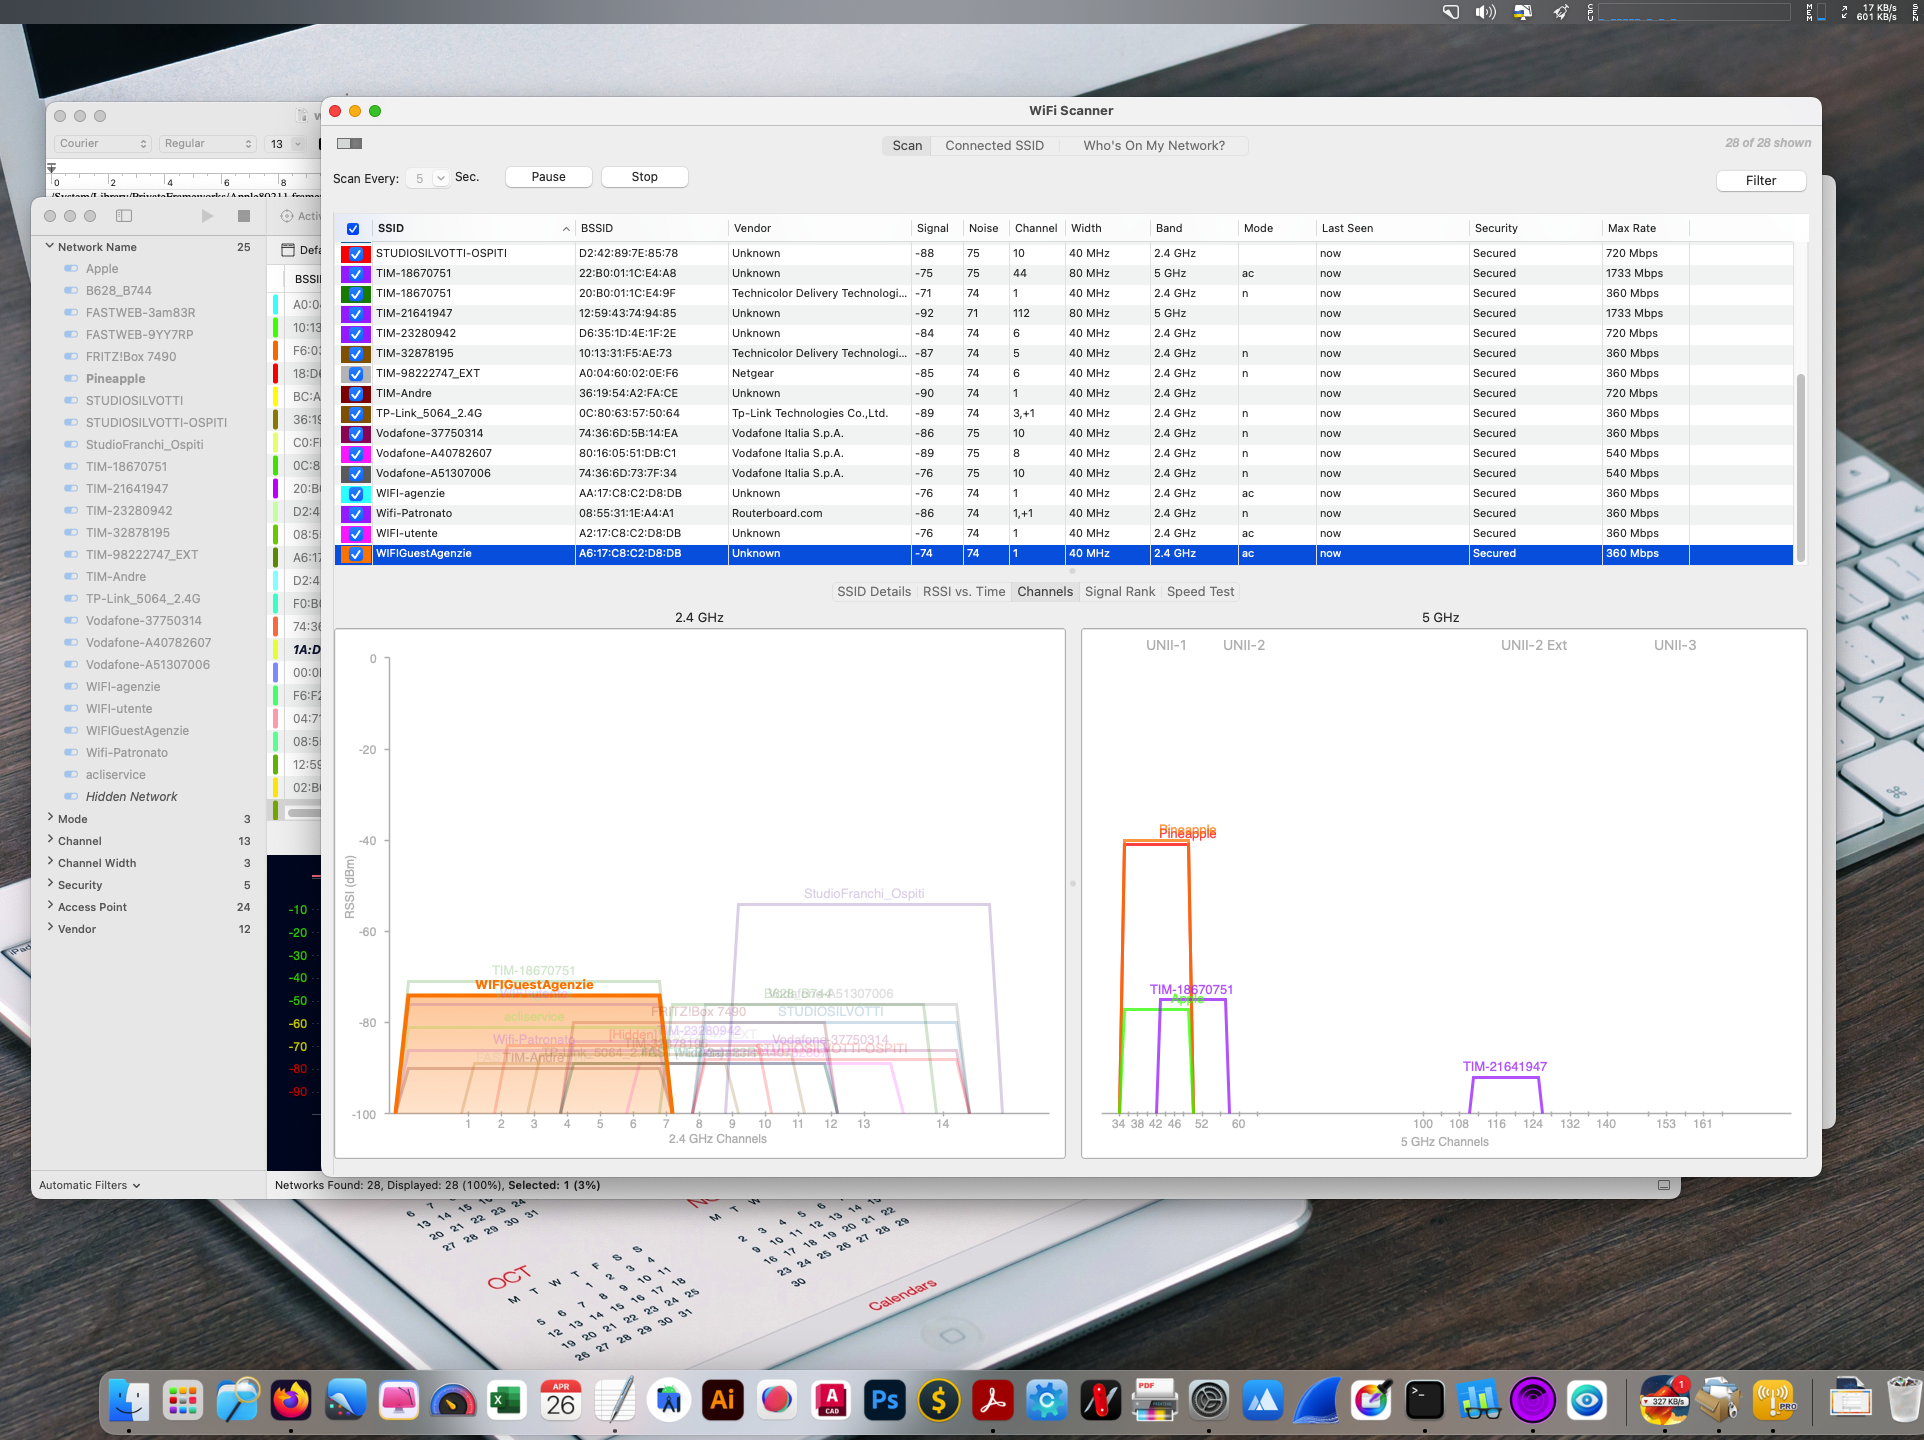 CPU
MEM
17 KB/s
601 KB/s
SEN
WiFi Scanner
Courier
Regular
13
0 2 4 6 8
Scan
Connected SSID
Who's On My Network?
28 of 28 shown
Scan Every:
5
Sec.
Pause
Stop
Filter
SSID BSSID Vendor Signal Noise Channel Width Band Mode Last Seen Security Max Rate
STUDIOSILVOTTI-OSPITI D2:42:89:7E:85:78 Unknown -88 75 10 40 MHz 2.4 GHz now Secured 720 Mbps
TIM-18670751 22:B0:01:1C:E4:A8 Unknown -75 75 44 80 MHz 5 GHz ac now Secured 1733 Mbps
TIM-18670751 20:B0:01:1C:E4:9F Technicolor Delivery Technologi... -71 74 1 40 MHz 2.4 GHz n now Secured 360 Mbps
TIM-21641947 12:59:43:74:94:85 Unknown -92 71 112 80 MHz 5 GHz now Secured 1733 Mbps
TIM-23280942 D6:35:1D:4E:1F:2E Unknown -84 74 6 40 MHz 2.4 GHz now Secured 720 Mbps
TIM-32878195 10:13:31:F5:AE:73 Technicolor Delivery Technologi... -87 74 5 40 MHz 2.4 GHz n now Secured 360 Mbps
TIM-98222747_EXT A0:04:60:02:0E:F6 Netgear -85 74 6 40 MHz 2.4 GHz n now Secured 360 Mbps
TIM-Andre 36:19:54:A2:FA:CE Unknown -90 74 1 40 MHz 2.4 GHz now Secured 720 Mbps
TP-Link_5064_2.4G 0C:80:63:57:50:64 Tp-Link Technologies Co.,Ltd. -89 74 3,+1 40 MHz 2.4 GHz n now Secured 360 Mbps
Vodafone-37750314 74:36:6D:5B:14:EA Vodafone Italia S.p.A. -86 75 10 40 MHz 2.4 GHz n now Secured 360 Mbps
Vodafone-A40782607 80:16:05:51:DB:C1 Vodafone Italia S.p.A. -89 75 8 40 MHz 2.4 GHz n now Secured 540 Mbps
Vodafone-A51307006 74:36:6D:73:7F:34 Vodafone Italia S.p.A. -76 75 10 40 MHz 2.4 GHz n now Secured 540 Mbps
WIFI-agenzie AA:17:C8:C2:D8:DB Unknown -76 74 1 40 MHz 2.4 GHz ac now Secured 360 Mbps
Wifi-Patronato 08:55:31:1E:A4:A1 Routerboard.com -86 74 1,+1 40 MHz 2.4 GHz n now Secured 360 Mbps
WIFI-utente A2:17:C8:C2:D8:DB Unknown -76 74 1 40 MHz 2.4 GHz ac now Secured 360 Mbps
WIFIGuestAgenzie A6:17:C8:C2:D8:DB Unknown -74 74 1 40 MHz 2.4 GHz ac now Secured 360 Mbps
SSID Details
RSSI vs. Time
Channels
Signal Rank
Speed Test
2.4 GHz
0
-20
-40
-60
-80
-100
RSSI (dBm)
StudioFranchi_Ospiti
TIM-18670751
WIFIGuestAgenzie
acliservice
FRITZ!Box 7490
STUDIOSILVOTTI
Wifi-Patronato
[Hidden]
TIM-23280942
Vodafone-37750314
TIM-Andre
STUDIOSILVOTTI-OSPITI
1 2 3 4 5 6 7 8 9 10 11 12 13 14
2.4 GHz Channels
5 GHz
UNII-1 UNII-2 UNII-2 Ext UNII-3
Pineapple
Pineapple
TIM-18670751
Apple
TIM-21641947
34 38 42 46 52 60 100 108 116 124 132 140 153 161
5 GHz Channels
Network Name 25
Apple
B628_B744
FASTWEB-3am83R
FASTWEB-9YY7RP
FRITZ!Box 7490
Pineapple
STUDIOSILVOTTI
STUDIOSILVOTTI-OSPITI
StudioFranchi_Ospiti
TIM-18670751
TIM-21641947
TIM-23280942
TIM-32878195
TIM-98222747_EXT
TIM-Andre
TP-Link_5064_2.4G
Vodafone-37750314
Vodafone-A40782607
Vodafone-A51307006
WIFI-agenzie
WIFI-utente
WIFIGuestAgenzie
Wifi-Patronato
acliservice
Hidden Network
Mode 3
Channel 13
Channel Width 3
Security 5
Access Point 24
Vendor 12
Automatic Filters
Networks Found: 28, Displayed: 28 (100%), Selected: 1 (3%)
-10
-20
-30
-40
-50
-60
-70
-80
-90
OCT
M T W T F S S
Calendars
APR
26
Ai
A
CAD
Ps
PDF
1
327 KB/s
PRO